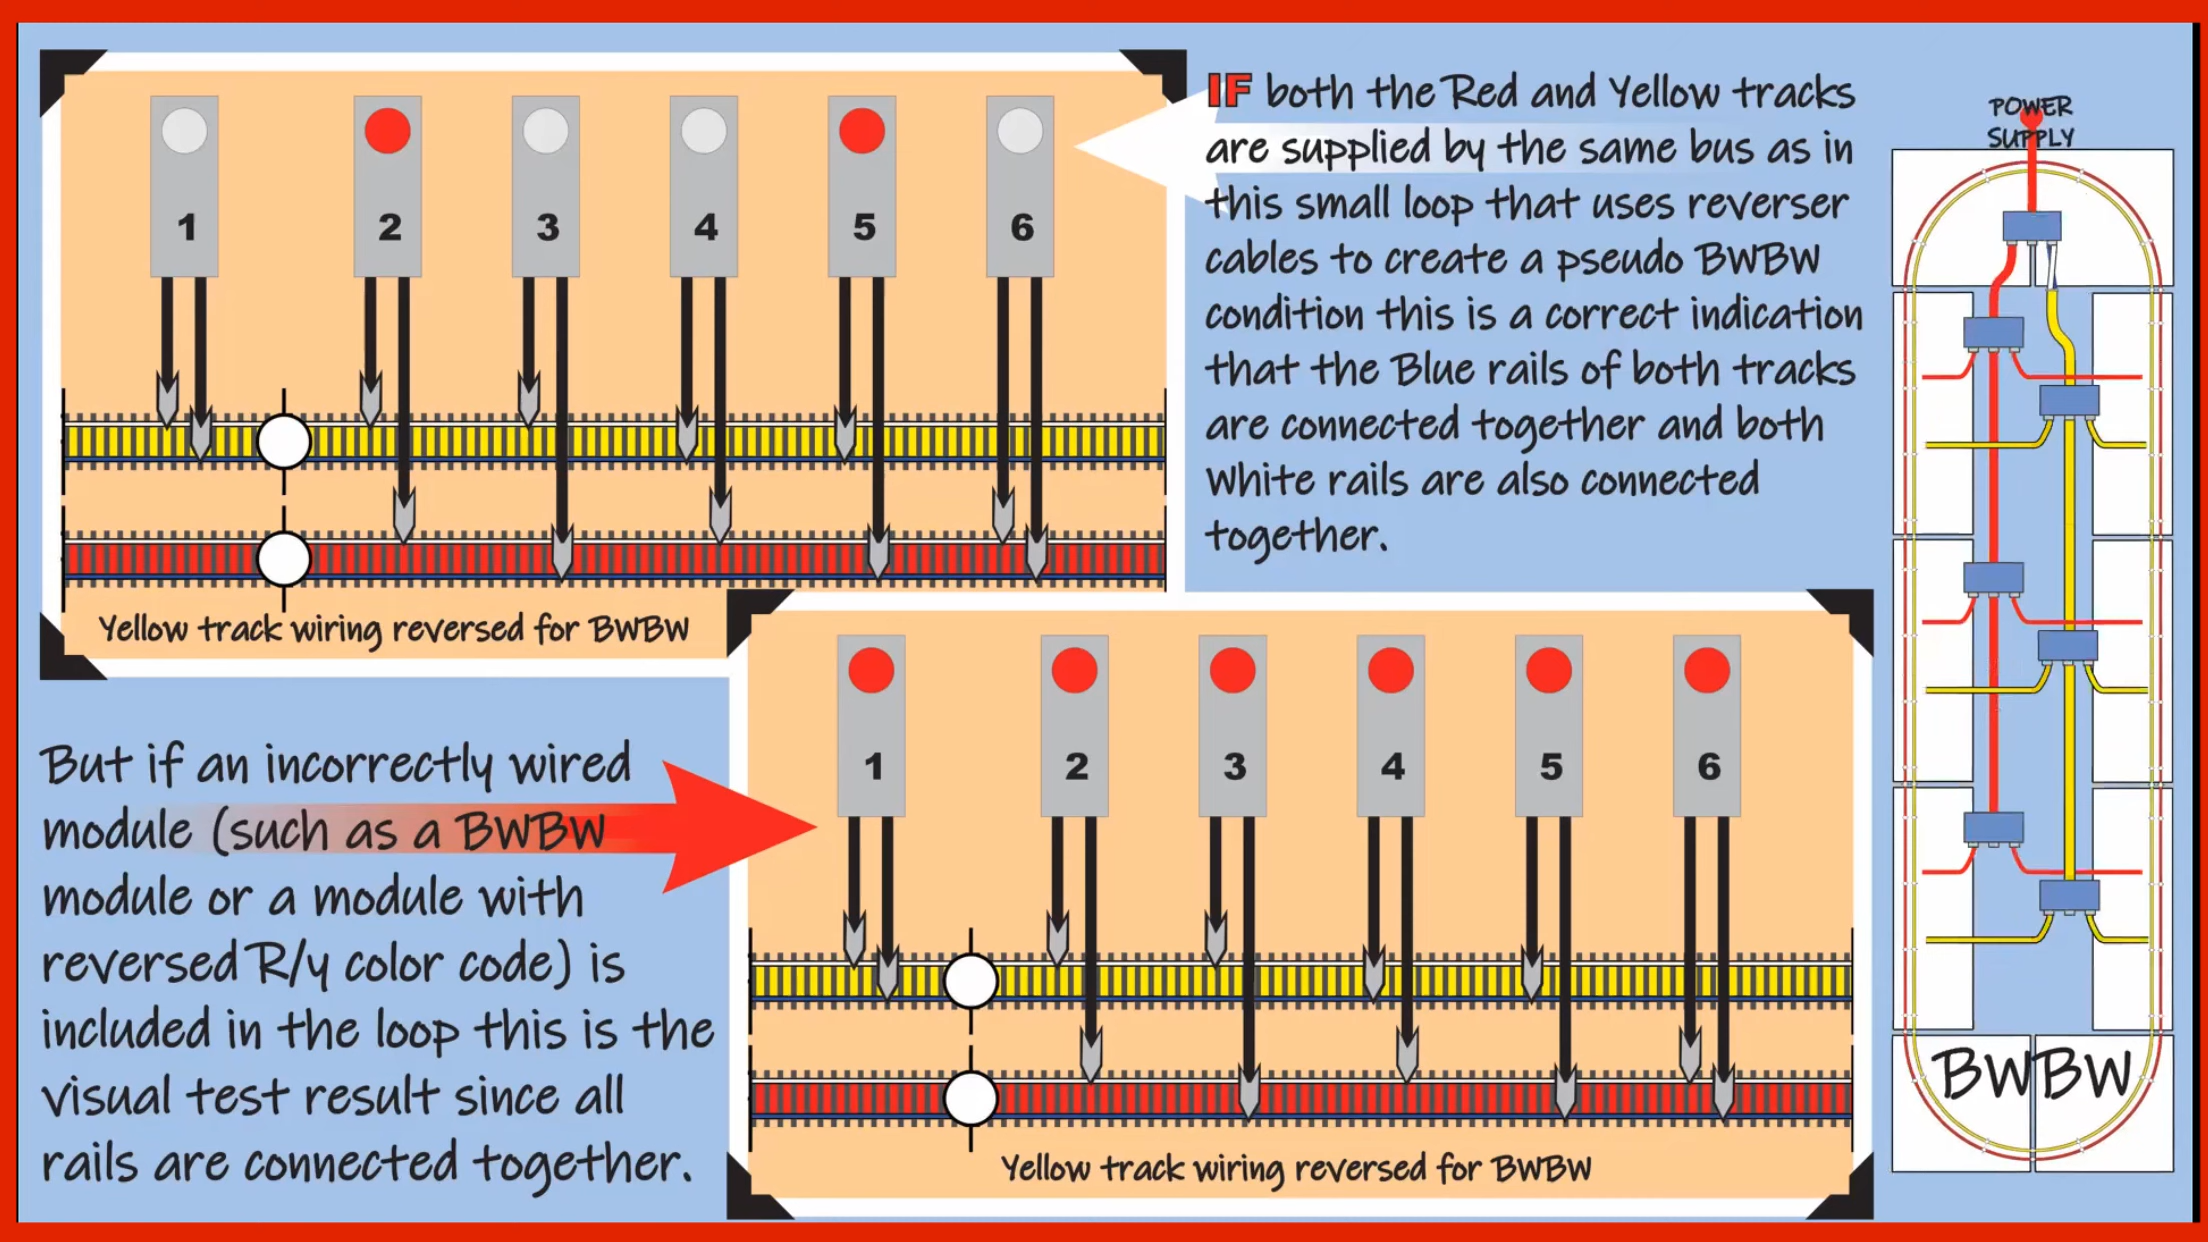 1 2 3 4 5 6
Yellow track wiring reversed for BWBW
IF both the Red and Yellow tracks
are supplied by the same bus as in
this small loop that uses reverser
cables to create a pseudo BWBW
condition this is a correct indication
that the Blue rails of both tracks
are connected together and both
White rails are also connected
together.
POWER
SUPPLY
But if an incorrectly wired
module (such as a BWBW
module or a module with
reversed R/y color code) is
included in the loop this is the
visual test result since all
rails are connected together.
1 2 3 4 5 6
Yellow track wiring reversed for BWBW
BWBW